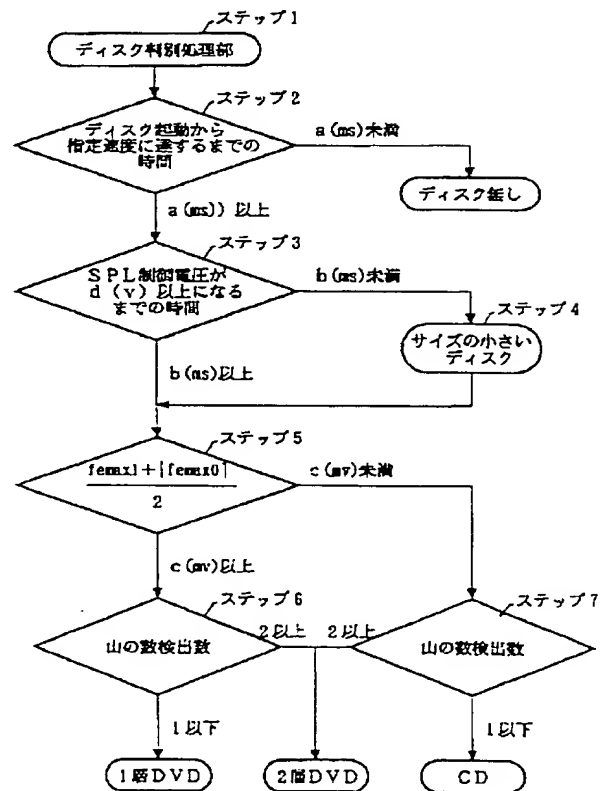 ステップ1
ディスク判別処理部
ステップ2
ディスク起動から
指定速度に達するまでの
時間
a(ms)未満
ディスク無し
a(ms))以上
ステップ3
SPL制御電圧が
d(v)以上になる
までの時間
b(ms)未満
ステップ4
サイズの小さい
ディスク
b(ms)以上
ステップ5
femax1+|femax0|
2
c(mv)未満
c(mv)以上
ステップ6
山の数検出数
2以上
2以上
ステップ7
山の数検出数
1以下
1以下
1層DVD
2層DVD
CD